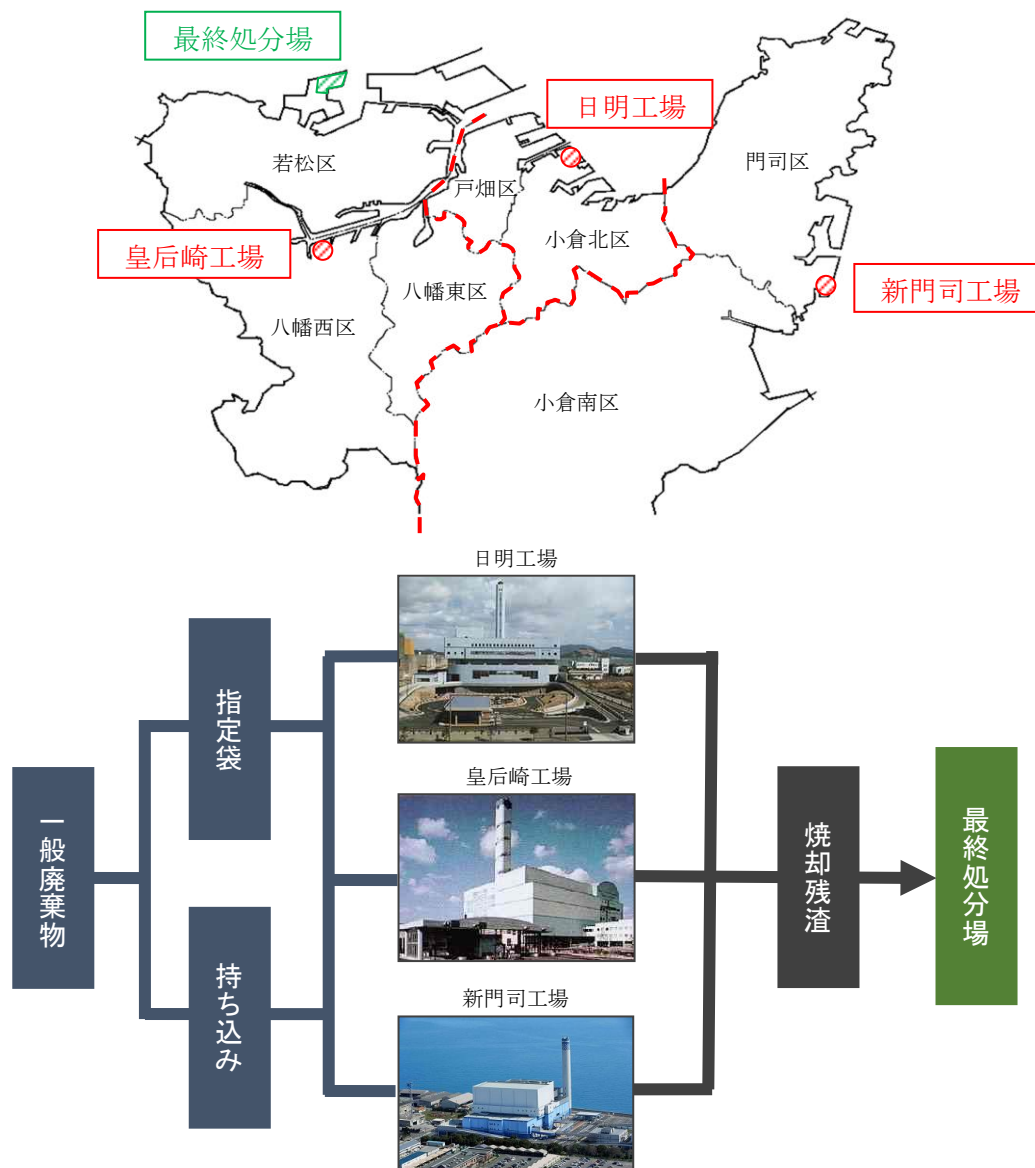 最終処分場
日明工場
若松区
門司区
戸畑区
小倉北区
皇后崎工場
八幡東区
新門司工場
八幡西区
小倉南区
日明工場
指定袋
皇后崎工場
一般廃棄物
焼却残渣
最終処分場
持ち込み
新門司工場